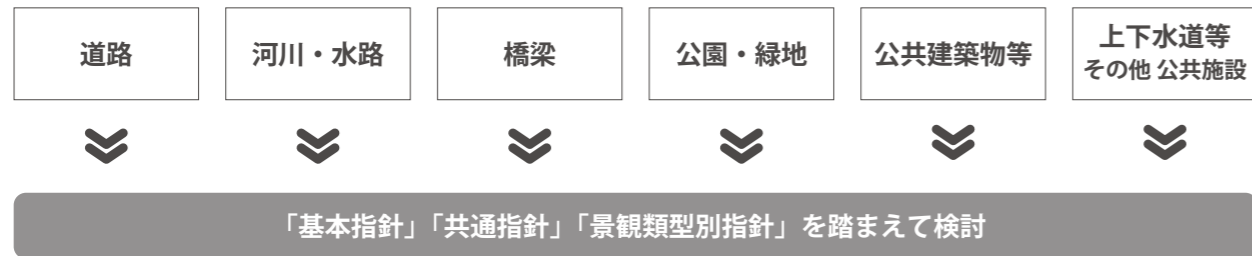 道路
河川・水路
橋梁
公園・緑地
公共建築物等
上下水道等
その他 公共施設
「基本指針」「共通指針」「景観類型別指針」を踏まえて検討